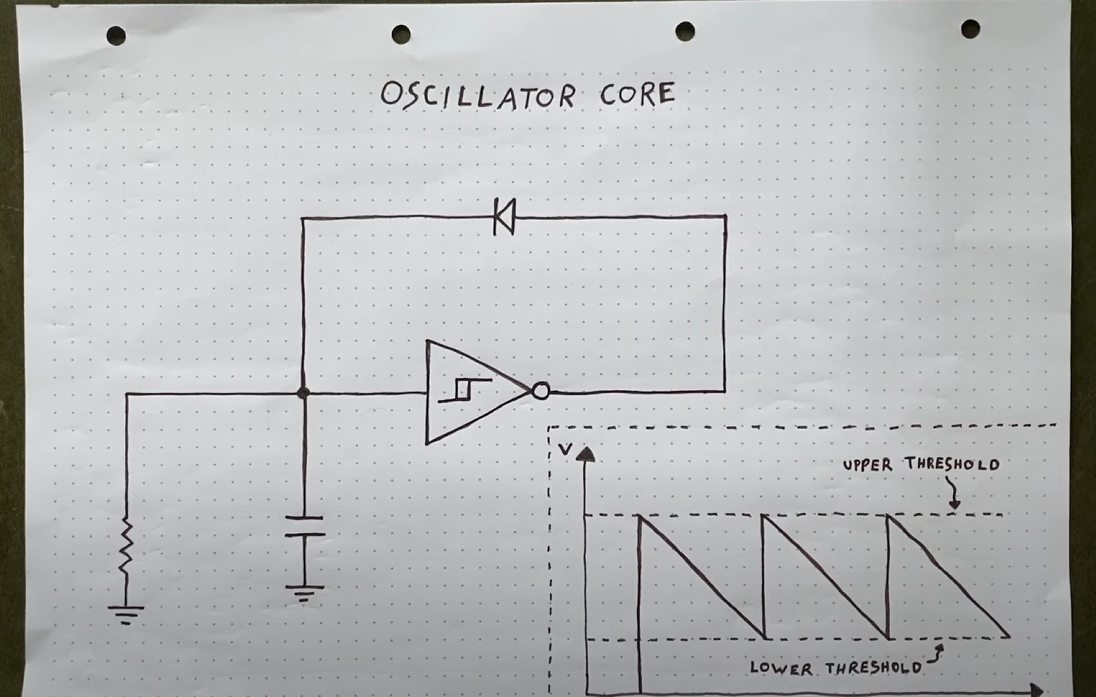 OSCILLATOR CORE
V
UPPER THRESHOLD
LOWER THRESHOLD